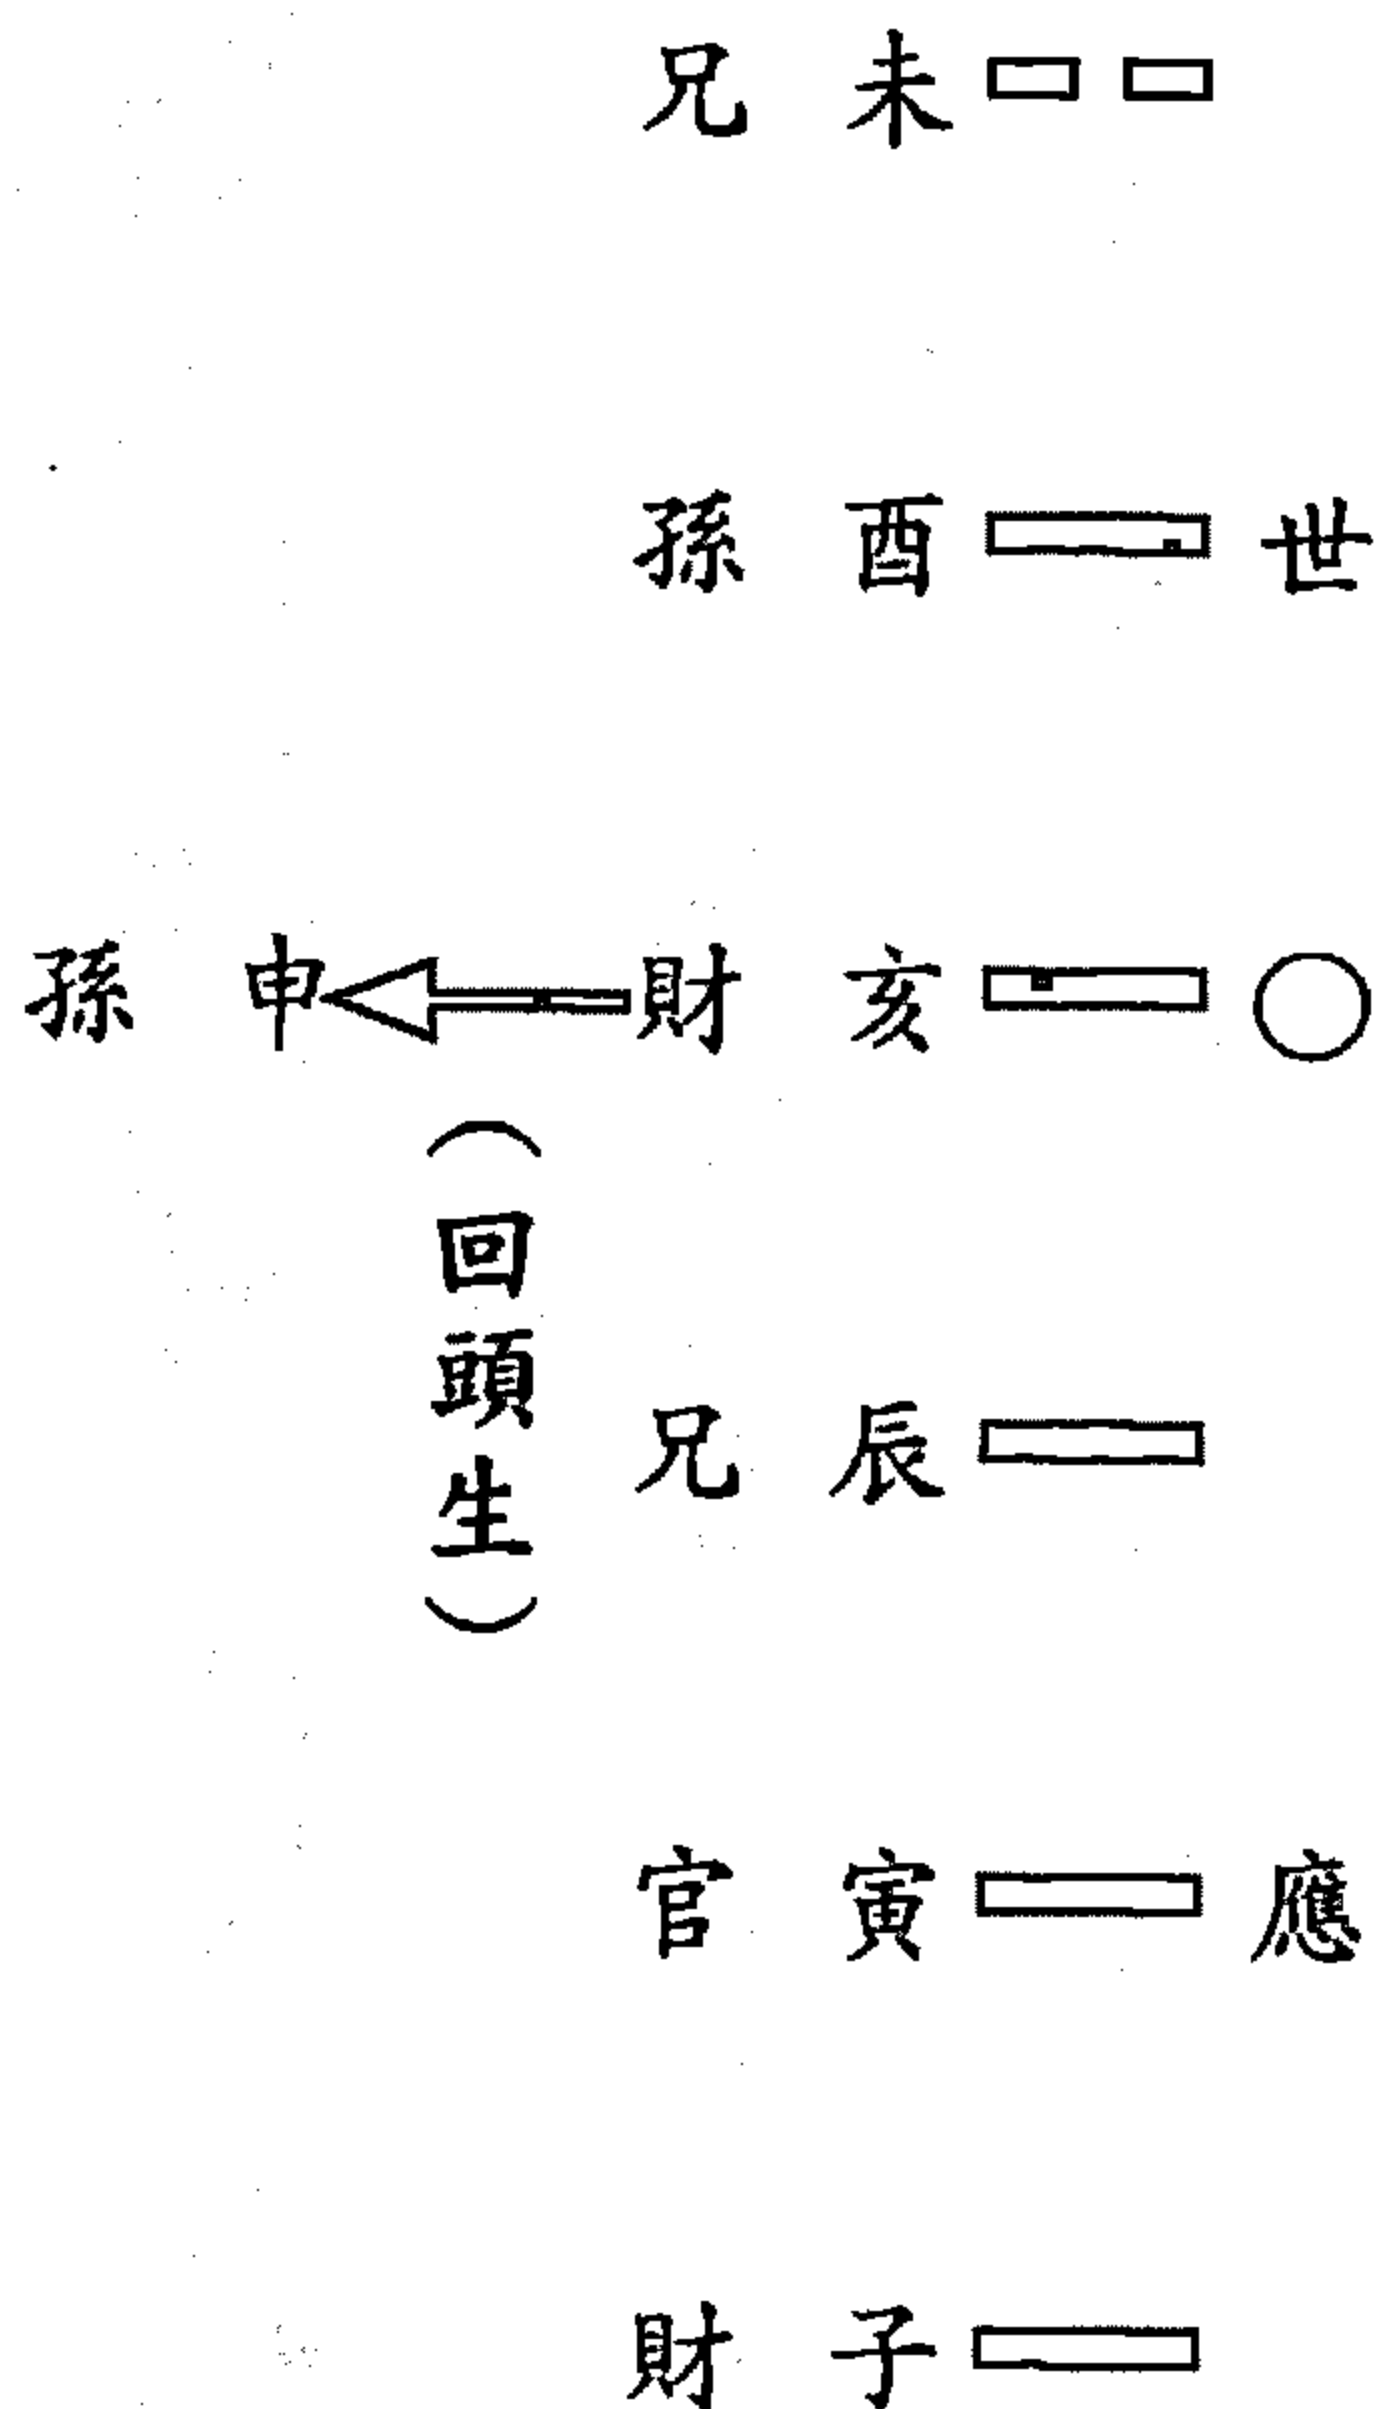 兄 未
孫 酉 世
孫 申 財 亥
（回頭生）
兄 辰
官 寅 應
財 子